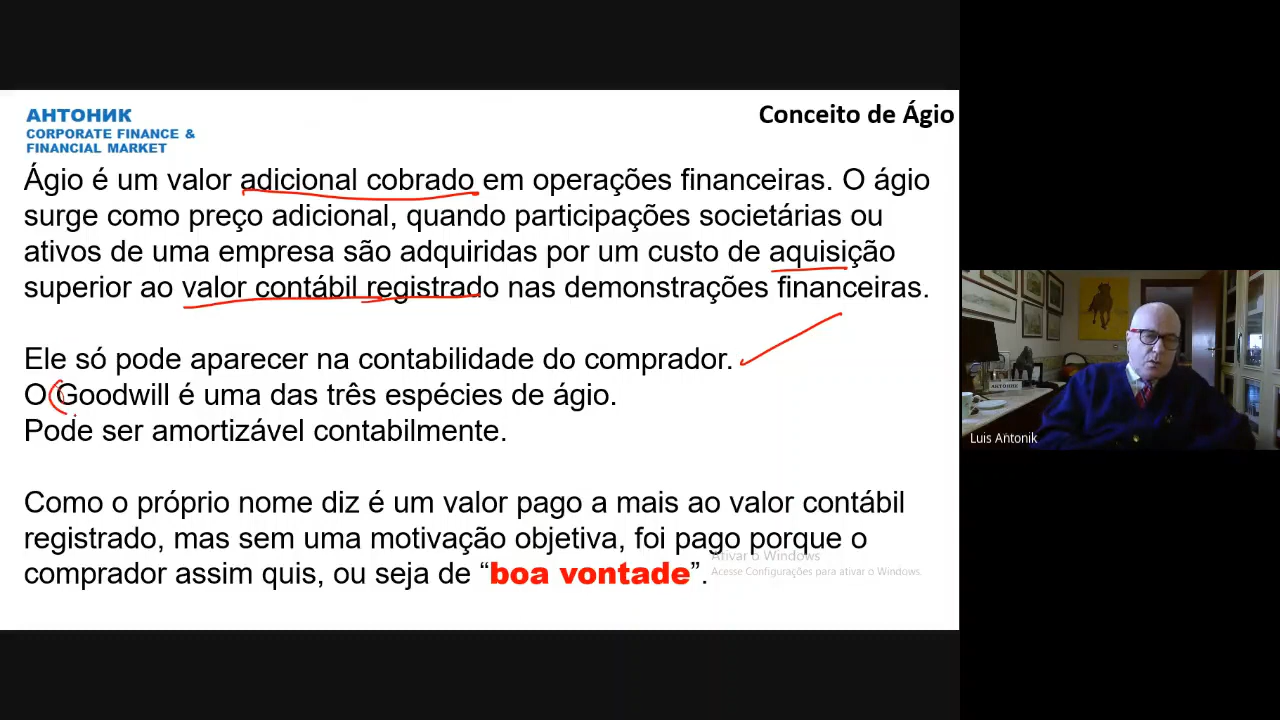 АНТОНИК
CORPORATE FINANCE &
FINANCIAL MARKET
Conceito de Ágio
Ágio é um valor adicional cobrado em operações financeiras. O ágio
surge como preço adicional, quando participações societárias ou
ativos de uma empresa são adquiridas por um custo de aquisição
superior ao valor contábil registrado nas demonstrações financeiras.
Ele só pode aparecer na contabilidade do comprador.
O Goodwill é uma das três espécies de ágio.
Pode ser amortizável contabilmente.
Como o próprio nome diz é um valor pago a mais ao valor contábil
registrado, mas sem uma motivação objetiva, foi pago porque o
comprador assim quis, ou seja de “boa vontade”.
Ativar o Windows
Acesse Configurações para ativar o Windows.
АНТОНИК
Luis Antonik